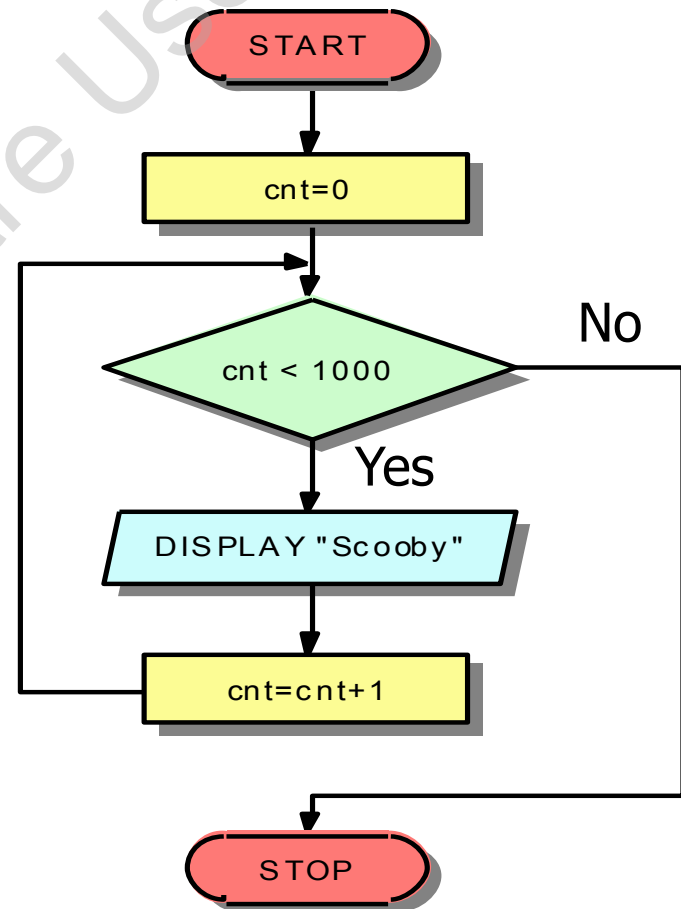 START
cnt=0
cnt < 1000
No
Yes
DISPLAY "Scooby"
cnt=cnt+1
STOP